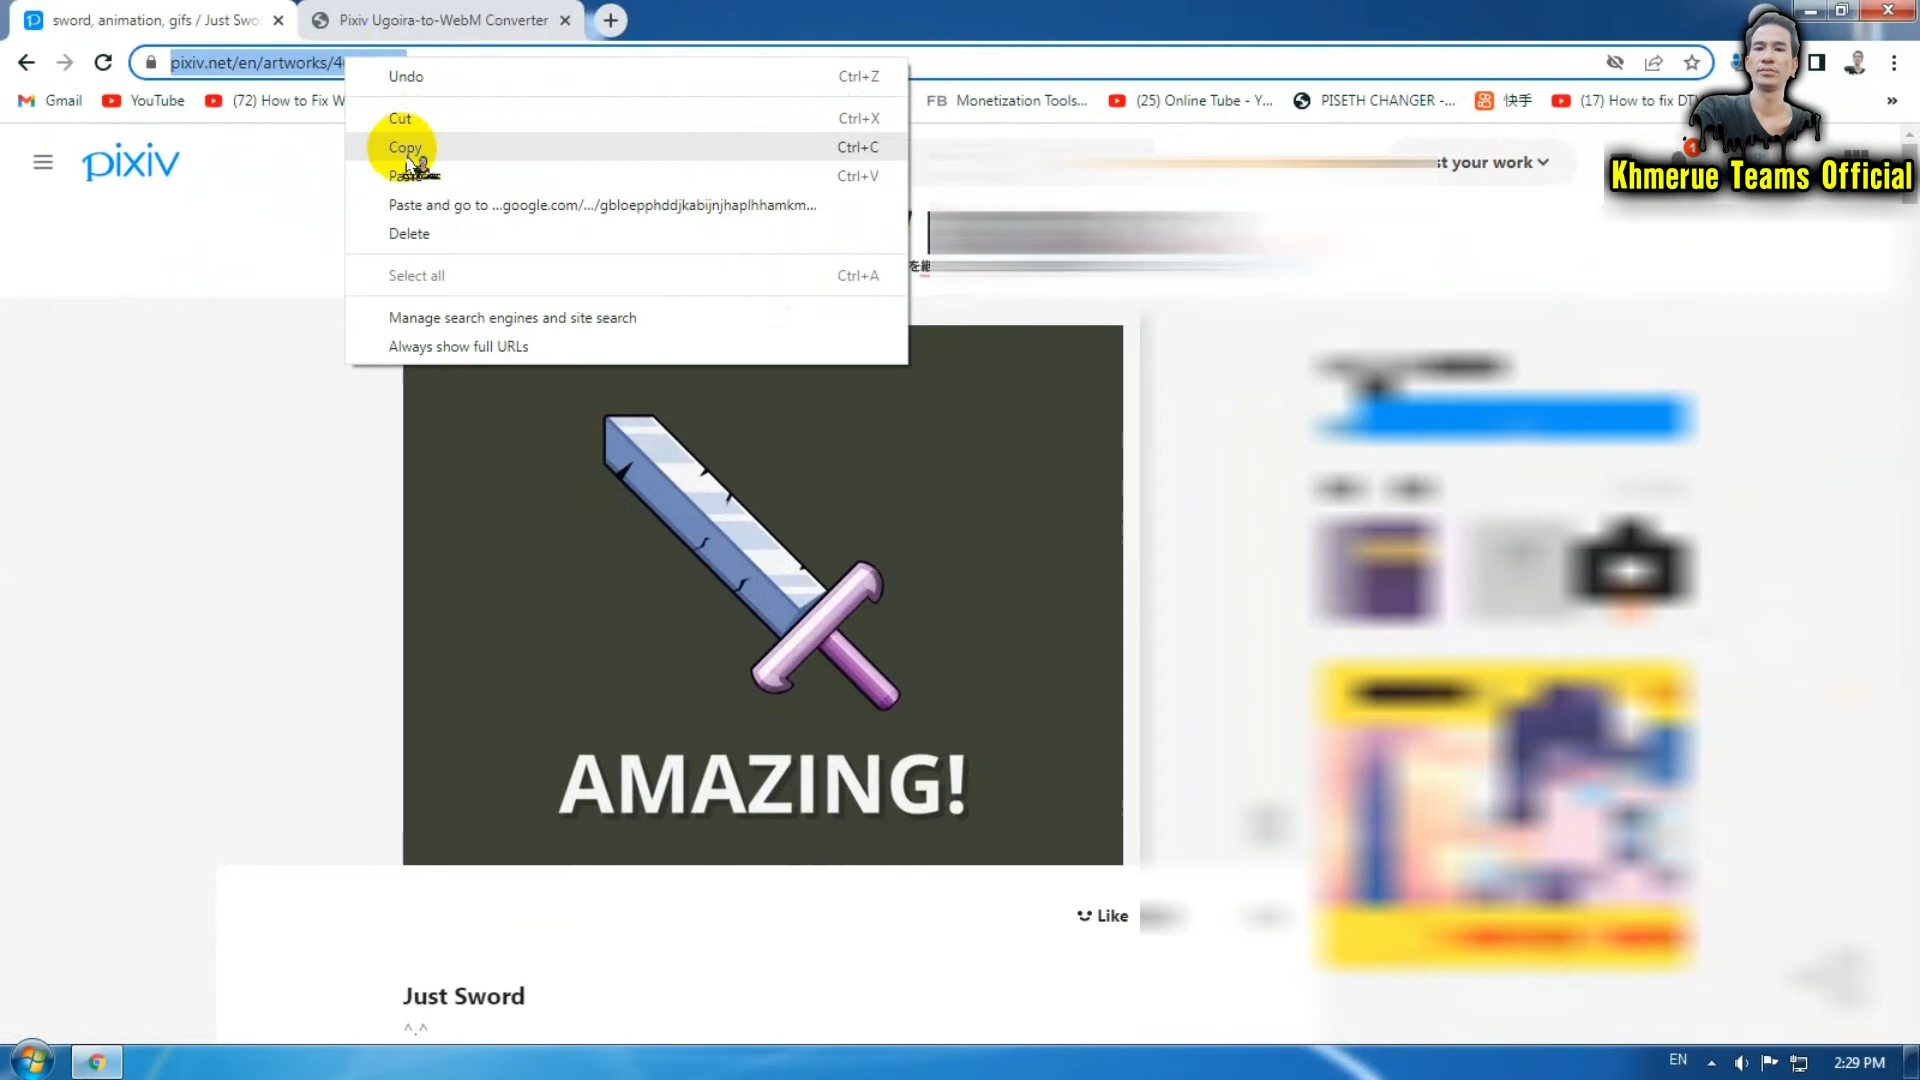 sword, animation, gifs / Just Swo
Pixiv Ugoira-to-WebM Converter
pixiv.net/en/artworks/4
Gmail
YouTube
(72) How to Fix W
FB Monetization Tools...
(25) Online Tube - Y...
PISETH CHANGER -...
快手
(17) How to fix DT
»
Undo Ctrl+Z
Cut Ctrl+X
Copy Ctrl+C
Paste Ctrl+V
Paste and go to ...google.com/.../gbloepphddjkabijnjhaplhhamkm...
Delete
Select all Ctrl+A
Manage search engines and site search
Always show full URLs
pixiv
st your work
1
Khmerue Teams Official
AMAZING!
Like
Just Sword
^.^
EN
2:29 PM